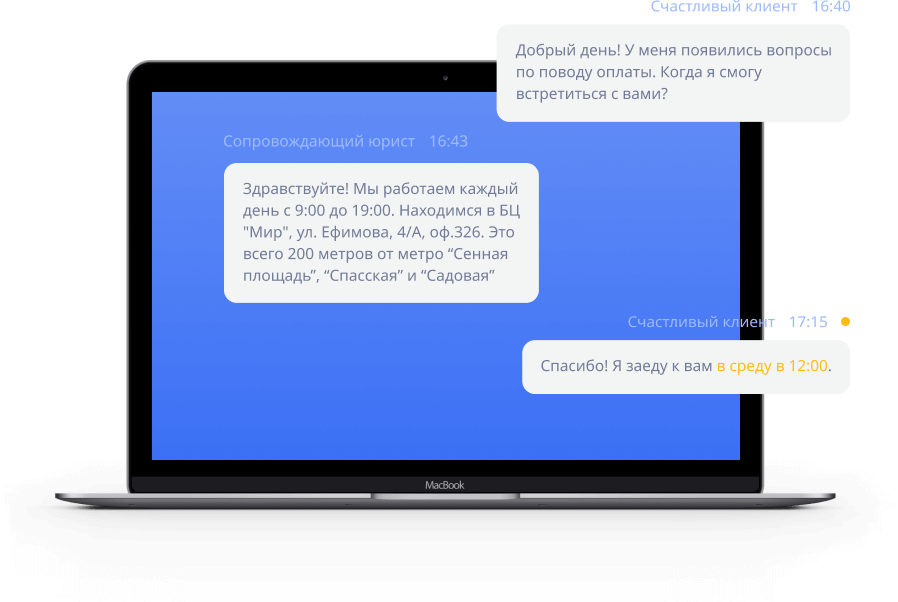 Счастливый клиент 16:40
Добрый день! У меня появились вопросы
по поводу оплаты. Когда я смогу
встретиться с вами?
Сопровождающий юрист 16:43
Здравствуйте! Мы работаем каждый
день с 9:00 до 19:00. Находимся в БЦ
"Мир", ул. Ефимова, 4/А, оф.326. Это
всего 200 метров от метро “Сенная
площадь”, “Спасская” и “Садовая”
Счастливый клиент 17:15
Спасибо! Я заеду к вам в среду в 12:00.
MacBook